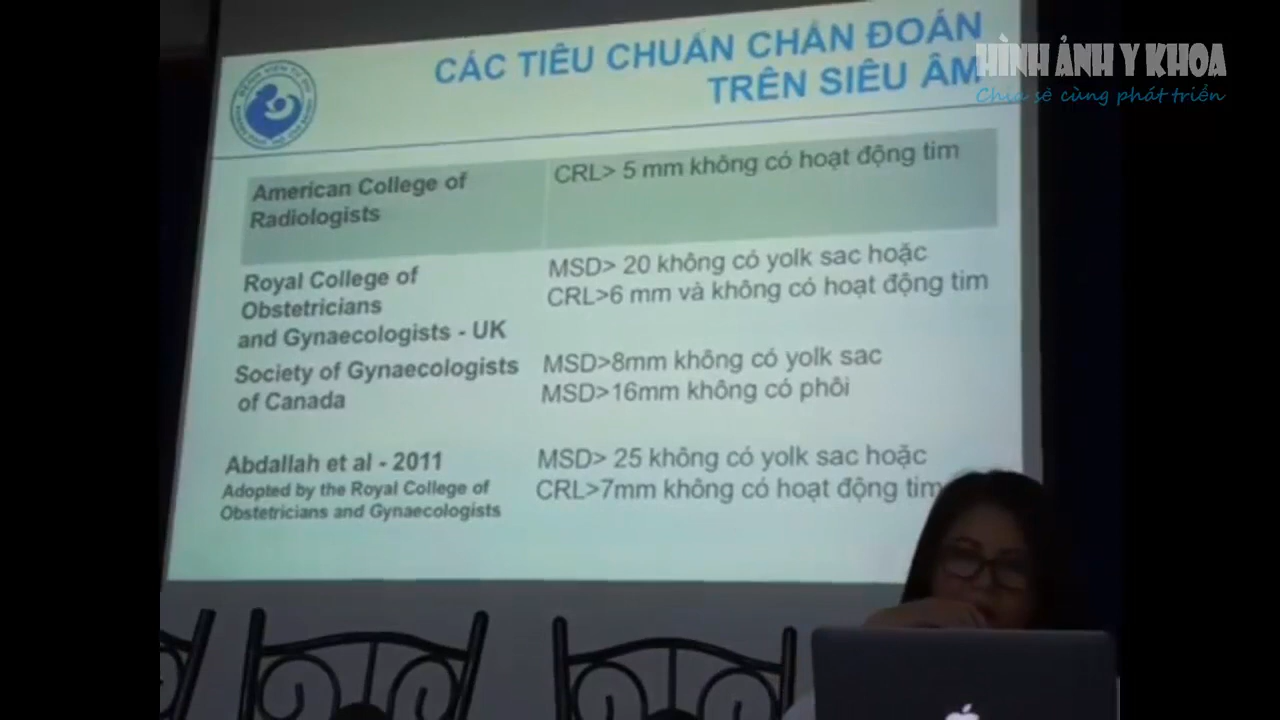 CÁC TIÊU CHUẨN CHẨN ĐOÁN
TRÊN SIÊU ÂM
HÌNH ẢNH Y KHOA
Chia sẻ cùng phát triển
American College of
Radiologists
CRL> 5 mm không có hoạt động tim
Royal College of
Obstetricians
and Gynaecologists - UK
MSD> 20 không có yolk sac hoặc
CRL>6 mm và không có hoạt động tim
Society of Gynaecologists
of Canada
MSD>8mm không có yolk sac
MSD>16mm không có phôi
Abdallah et al - 2011
Adopted by the Royal College of
Obstetricians and Gynaecologists
MSD> 25 không có yolk sac hoặc
CRL>7mm không có hoạt động tim